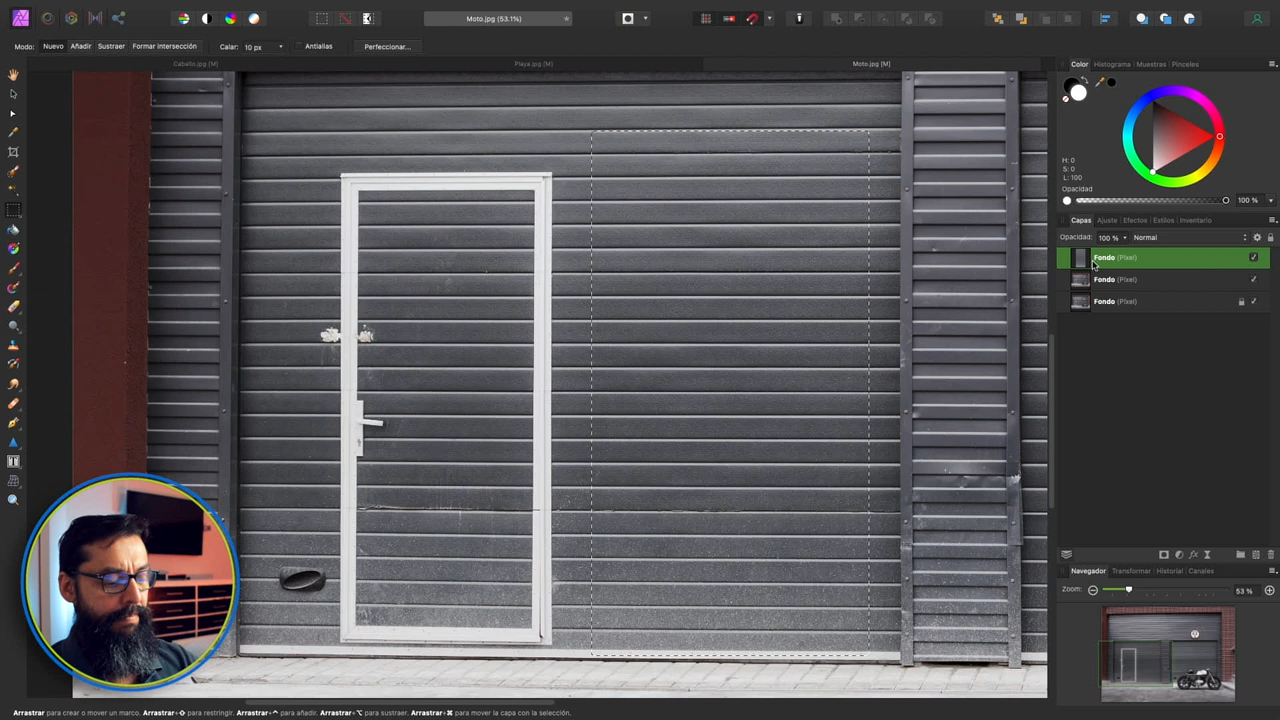 Moto.jpg (53.1%)
Modo: Nuevo Añadir Sustraer Formar intersección Calar: 10 px Antialias Perfeccionar...
Caballo.jpg [M] Playa.jpg [M] Moto.jpg [M]
Color Histograma Muestras Pinceles
H: 0
S: 0
L: 100
Opacidad
100 %
Capas Ajuste Efectos Estilos Inventario
Opacidad: 100 % Normal
Fondo (Píxel)
Fondo (Píxel)
Fondo (Píxel)
Navegador Transformar Historial Canales
Zoom: 53 %
Arrastrar para crear o mover un marco. Arrastrar+⇧ para restringir. Arrastrar+⌃ para añadir. Arrastrar+⌥ para sustraer. Arrastrar+⌘ para mover la capa con la selección.